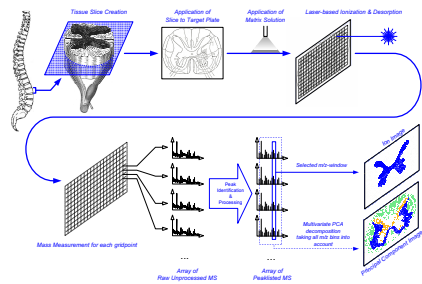 Tissue Slice Creation
Application of
Slice to Target Plate
Application of
Matrix Solution
Laser-based Ionization & Desorption
Mass Measurement for each gridpoint
Peak
Identification
& Processing
Selected m/z-window
Ion Image
Multivariate PCA
decomposition
taking all m/z bins into
account
Principal Component Image
...
...
Array of
Raw Unprocessed MS
Array of
Peaklisted MS